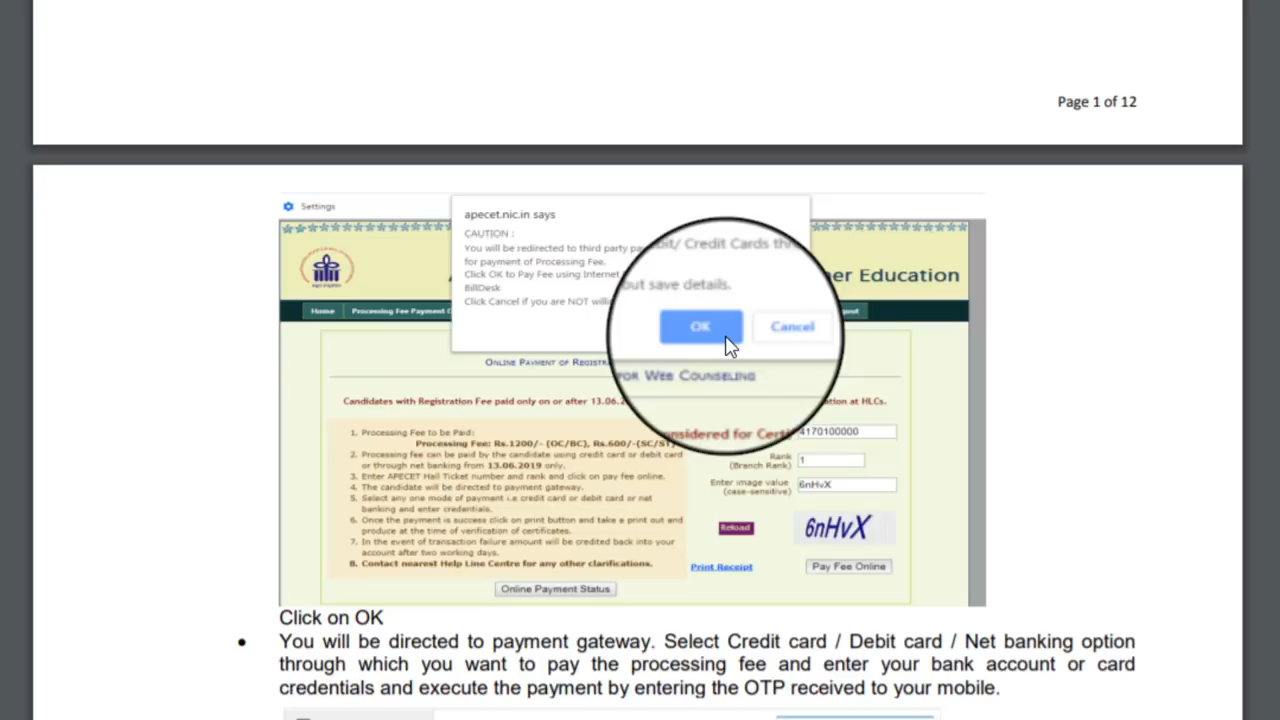 Page 1 of 12
Settings
apecet.nic.in says
CAUTION :
You will be redirected to third party
for payment of Processing Fee.
Click OK to Pay Fee using Internet
BillDesk
Click Cancel if you are NOT
Credit Cards
but save details.
OK Cancel
Education
Home Processing Fee Payment
ONLINE PAYMENT OF
FOR WEB COUNSELING
Candidates with Registration Fee paid only on or after 13.06.
at HLCs.
1. Processing Fee to be Paid:
Processing Fee: Rs.1200/- (OC/BC), Rs.600/-(SC/ST)
2. Processing fee can be paid by the candidate using credit card or debit card
or through net banking from 13.06.2019 only.
3. Enter APECET Hall Ticket number and rank and click on pay fee online.
4. The candidate will be directed to payment gateway.
5. Select any one mode of payment i.e credit card or debit card or net
banking and enter credentials.
6. Once the payment is success click on print button and take a print out and
produce at the time of verification of certificates.
7. In the event of transaction failure amount will be credited back into your
account after two working days.
8. Contact nearest Help Line Centre for any other clarifications.
for
4170100000
Rank
(Branch Rank)
1
Enter image value
(case-sensitive)
6nHvX
Reload
6nHvX
Print Receipt
Pay Fee Online
Online Payment Status
Click on OK
• You will be directed to payment gateway. Select Credit card / Debit card / Net banking option
through which you want to pay the processing fee and enter your bank account or card
credentials and execute the payment by entering the OTP received to your mobile.